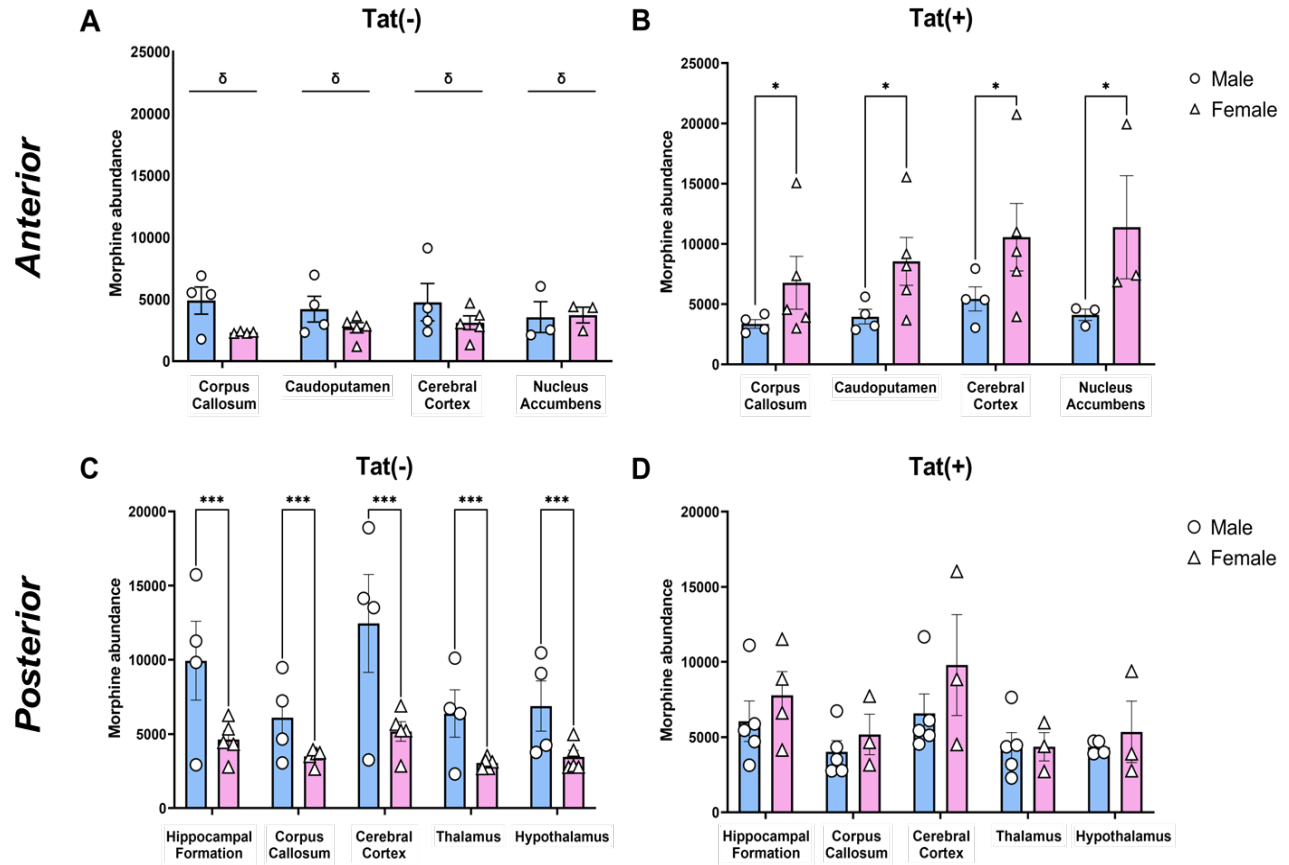 A
Tat(-)
B
Tat(+)
Anterior
Morphine abundance
25000
20000
15000
10000
5000
0
δ
δ
δ
δ
Corpus
Callosum
Caudoputamen
Cerebral
Cortex
Nucleus
Accumbens
Morphine abundance
25000
20000
15000
10000
5000
0
*
*
*
*
Corpus
Callosum
Caudoputamen
Cerebral
Cortex
Nucleus
Accumbens
Male
Female
C
Tat(-)
D
Tat(+)
Posterior
Morphine abundance
20000
15000
10000
5000
0
***
***
***
***
***
Hippocampal
Formation
Corpus
Callosum
Cerebral
Cortex
Thalamus
Hypothalamus
Morphine abundance
20000
15000
10000
5000
0
Hippocampal
Formation
Corpus
Callosum
Cerebral
Cortex
Thalamus
Hypothalamus
Male
Female